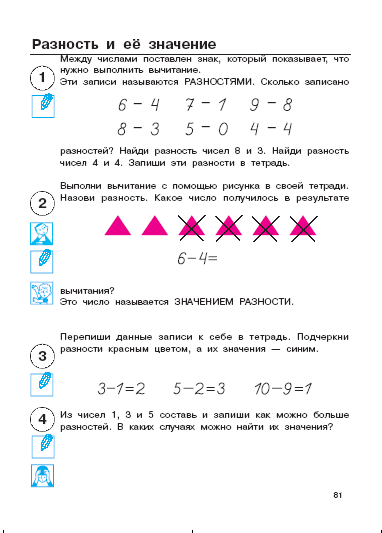 Разность и её значение
Между числами поставлен знак, который показывает, что
нужно выполнить вычитание.
1
Эти записи называются РАЗНОСТЯМИ. Сколько записано
6 − 4 7 − 1 9 − 8
8 − 3 5 − 0 4 − 4
разностей? Найди разность чисел 8 и 3. Найди разность
чисел 4 и 4. Запиши эти разности в тетрадь.
Выполни вычитание с помощью рисунка в своей тетради.
2
Назови разность. Какое число получилось в результате
6−4=
вычитания?
Это число называется ЗНАЧЕНИЕМ РАЗНОСТИ.
Перепиши данные записи к себе в тетрадь. Подчеркни
3
разности красным цветом, а их значения — синим.
3−1=2 5−2=3 10−9=1
4
Из чисел 1, 3 и 5 составь и запиши как можно больше
разностей. В каких случаях можно найти их значения?
81